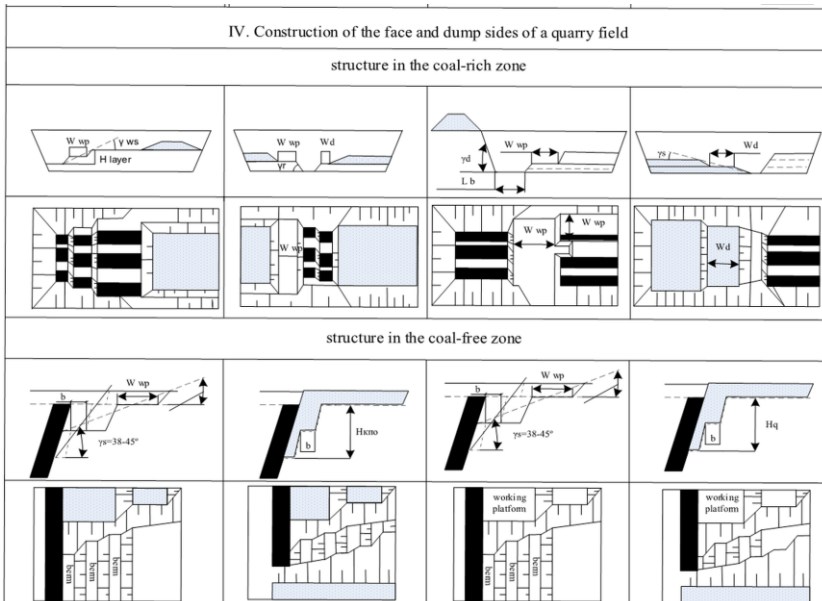 IV. Construction of the face and dump sides of a quarry field
structure in the coal-rich zone
W wp
γ ws
H layer
W wp
Wd
γr
W wp
γd
L b
γs
Wd
W wp
W wp
W wp
Wd
structure in the coal-free zone
W wp
b
γs=38-45°
b
Нкпо
W wp
b
γs=38-45°
b
Hq
berm
berm
berm
working
platform
berm
berm
working
platform